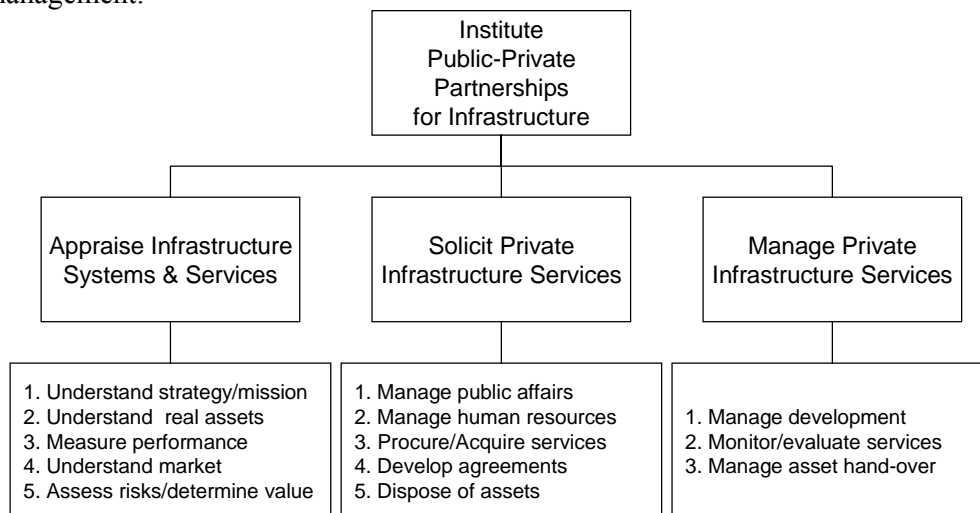 management.
Institute
Public-Private
Partnerships
for Infrastructure
Appraise Infrastructure
Systems & Services
Solicit Private
Infrastructure Services
Manage Private
Infrastructure Services
1. Understand strategy/mission
2. Understand real assets
3. Measure performance
4. Understand market
5. Assess risks/determine value
1. Manage public affairs
2. Manage human resources
3. Procure/Acquire services
4. Develop agreements
5. Dispose of assets
1. Manage development
2. Monitor/evaluate services
3. Manage asset hand-over